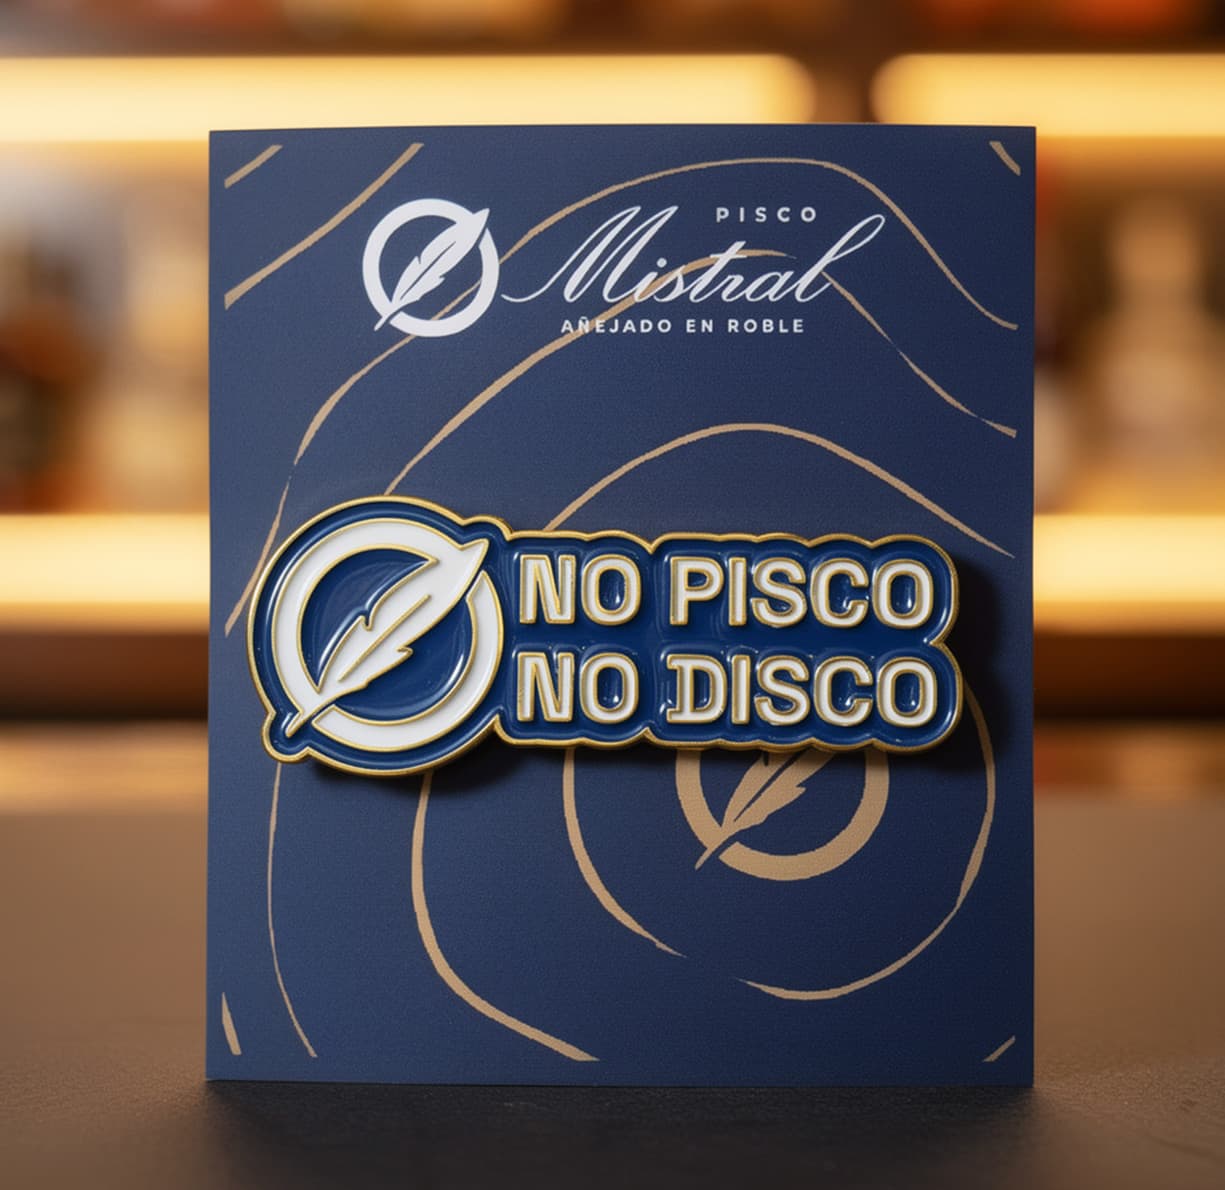 PISCO
Mistral
AÑEJADO EN ROBLE
NO PISCO
NO DISCO